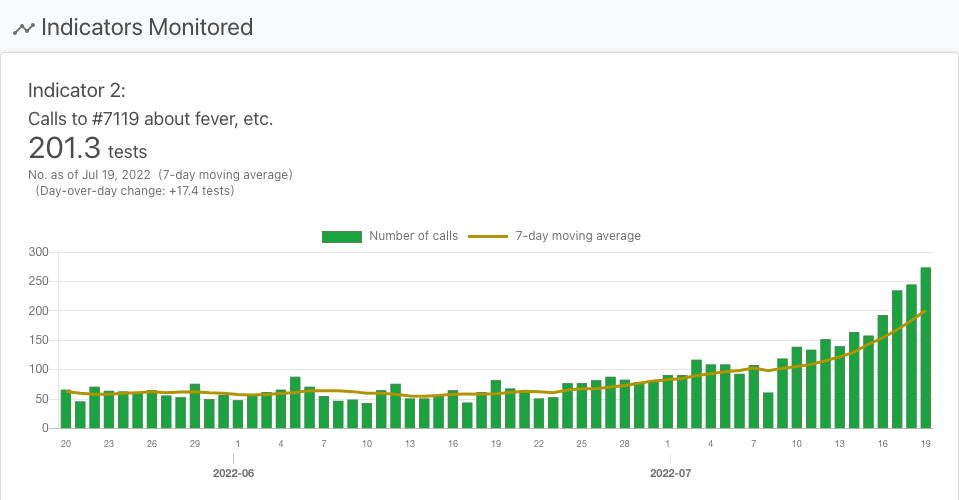 Indicators Monitored
Indicator 2:
Calls to #7119 about fever, etc.
201.3 tests
No. as of Jul 19, 2022 (7-day moving average)
(Day-over-day change: +17.4 tests)
Number of calls 7-day moving average
300
250
200
150
100
50
0
20 23 26 29 1 4 7 10 13 16 19 22 25 28 1 4 7 10 13 16 19
2022-06 2022-07